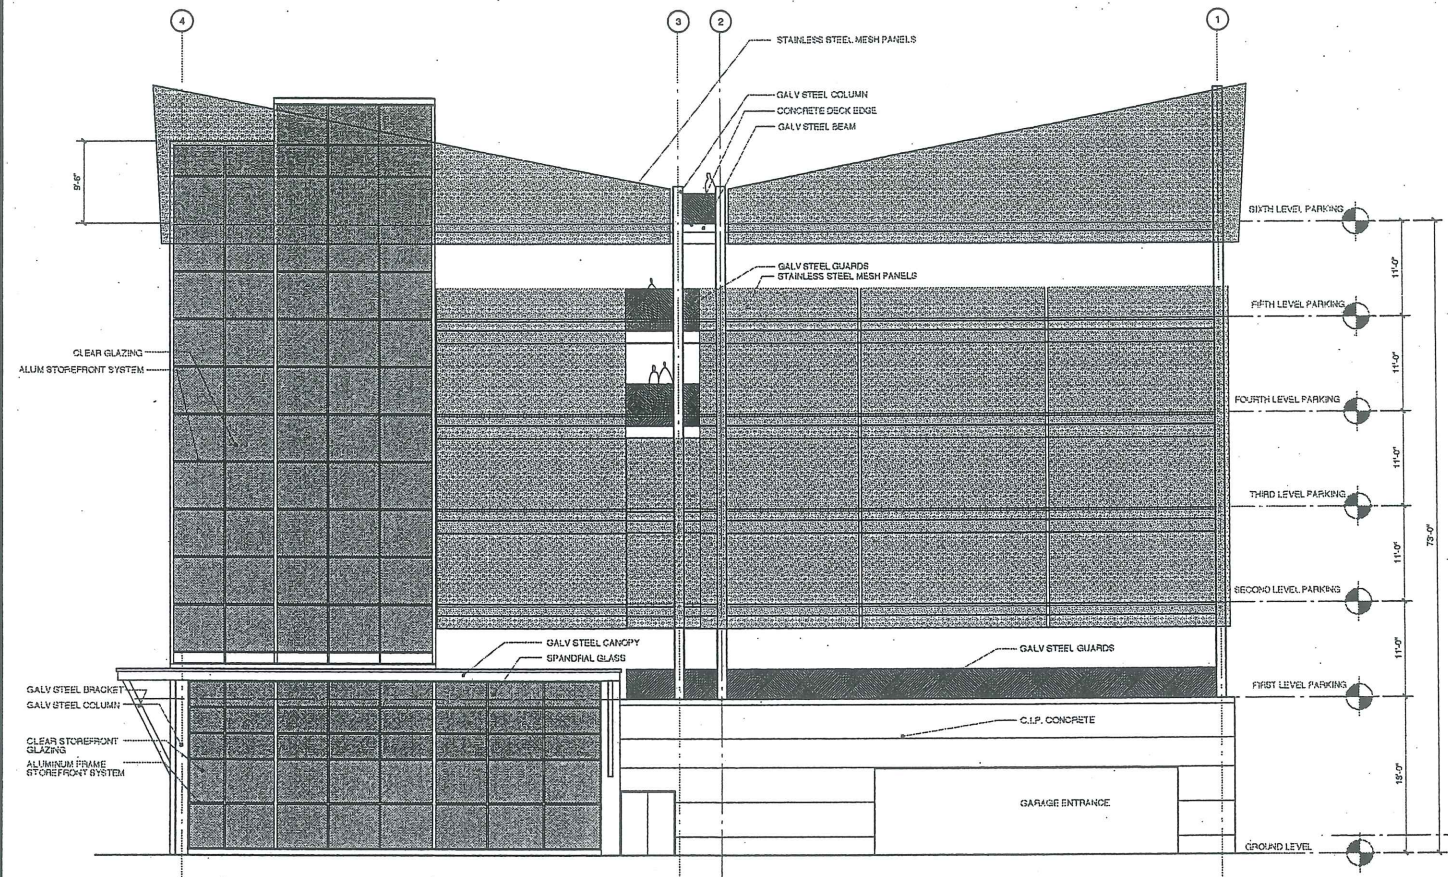 4
3
2
1
STAINLESS STEEL MESH PANELS
GALV STEEL COLUMN
CONCRETE DECK EDGE
GALV STEEL BEAM
9'-6"
SIXTH LEVEL PARKING
11'-0"
GALV STEEL GUARDS
STAINLESS STEEL MESH PANELS
FIFTH LEVEL PARKING
11'-0"
CLEAR GLAZING
ALUM STOREFRONT SYSTEM
FOURTH LEVEL PARKING
11'-0"
THIRD LEVEL PARKING
11'-0"
73'-0"
SECOND LEVEL PARKING
11'-0"
GALV STEEL CANOPY
SPANDRIAL GLASS
GALV STEEL GUARDS
FIRST LEVEL PARKING
GALV STEEL BRACKET
GALV STEEL COLUMN
C.I.P. CONCRETE
CLEAR STOREFRONT
GLAZING
ALUMINUM FRAME
STOREFRONT SYSTEM
18'-0"
GARAGE ENTRANCE
GROUND LEVEL